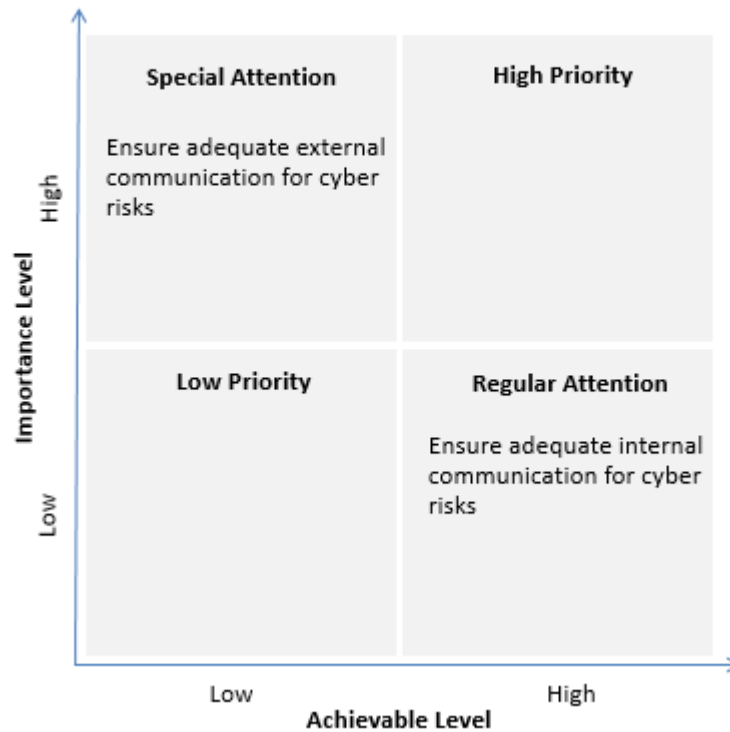 Special Attention
High Priority
Ensure adequate external
communication for cyber
risks
High
Importance Level
Low Priority
Regular Attention
Ensure adequate internal
communication for cyber
risks
Low
Low
High
Achievable Level